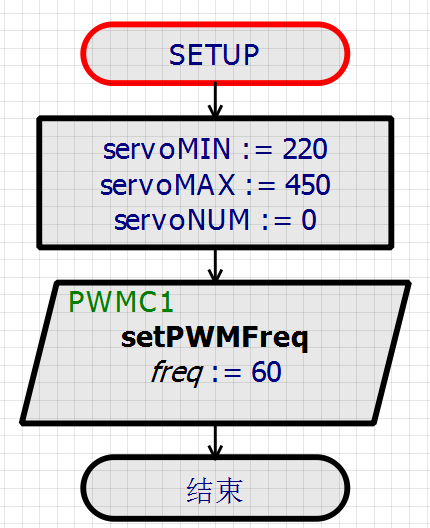 SETUP
servoMIN := 220
servoMAX := 450
servoNUM := 0
PWMC1
setPWMFreq
freq := 60
结束